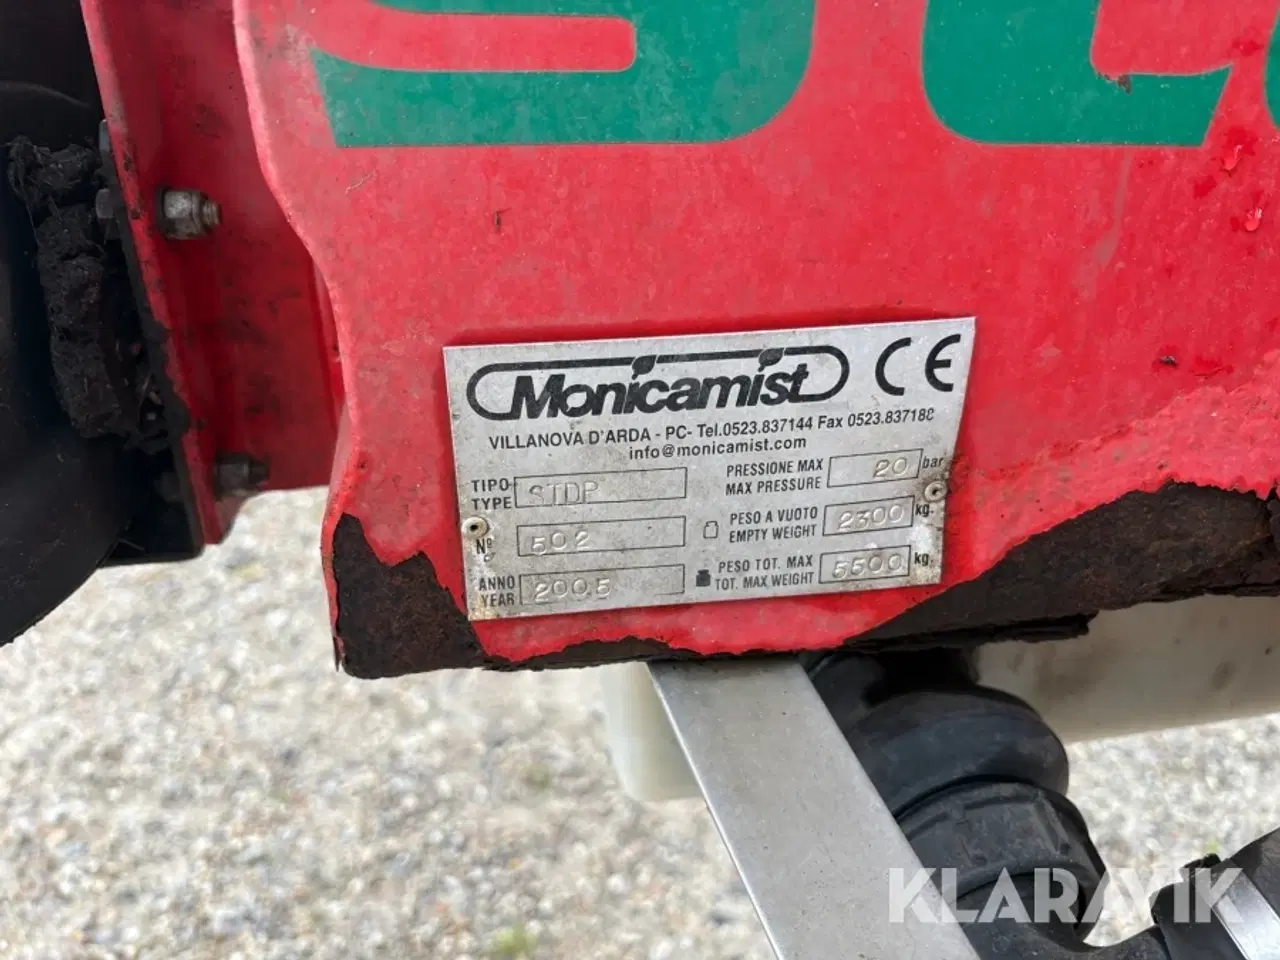 Monicamist CE
VILLANOVA D'ARDA - PC- Tel.0523.837144 Fax 0523.837188
info@monicamist.com
TIPO
TYPE STDP
N° 502
ANNO
YEAR 2005
PRESSIONE MAX
MAX PRESSURE 20 bar
PESO A VUOTO
EMPTY WEIGHT 2300 kg.
PESO TOT. MAX
TOT. MAX WEIGHT 5500 kg.
KLARAVIK